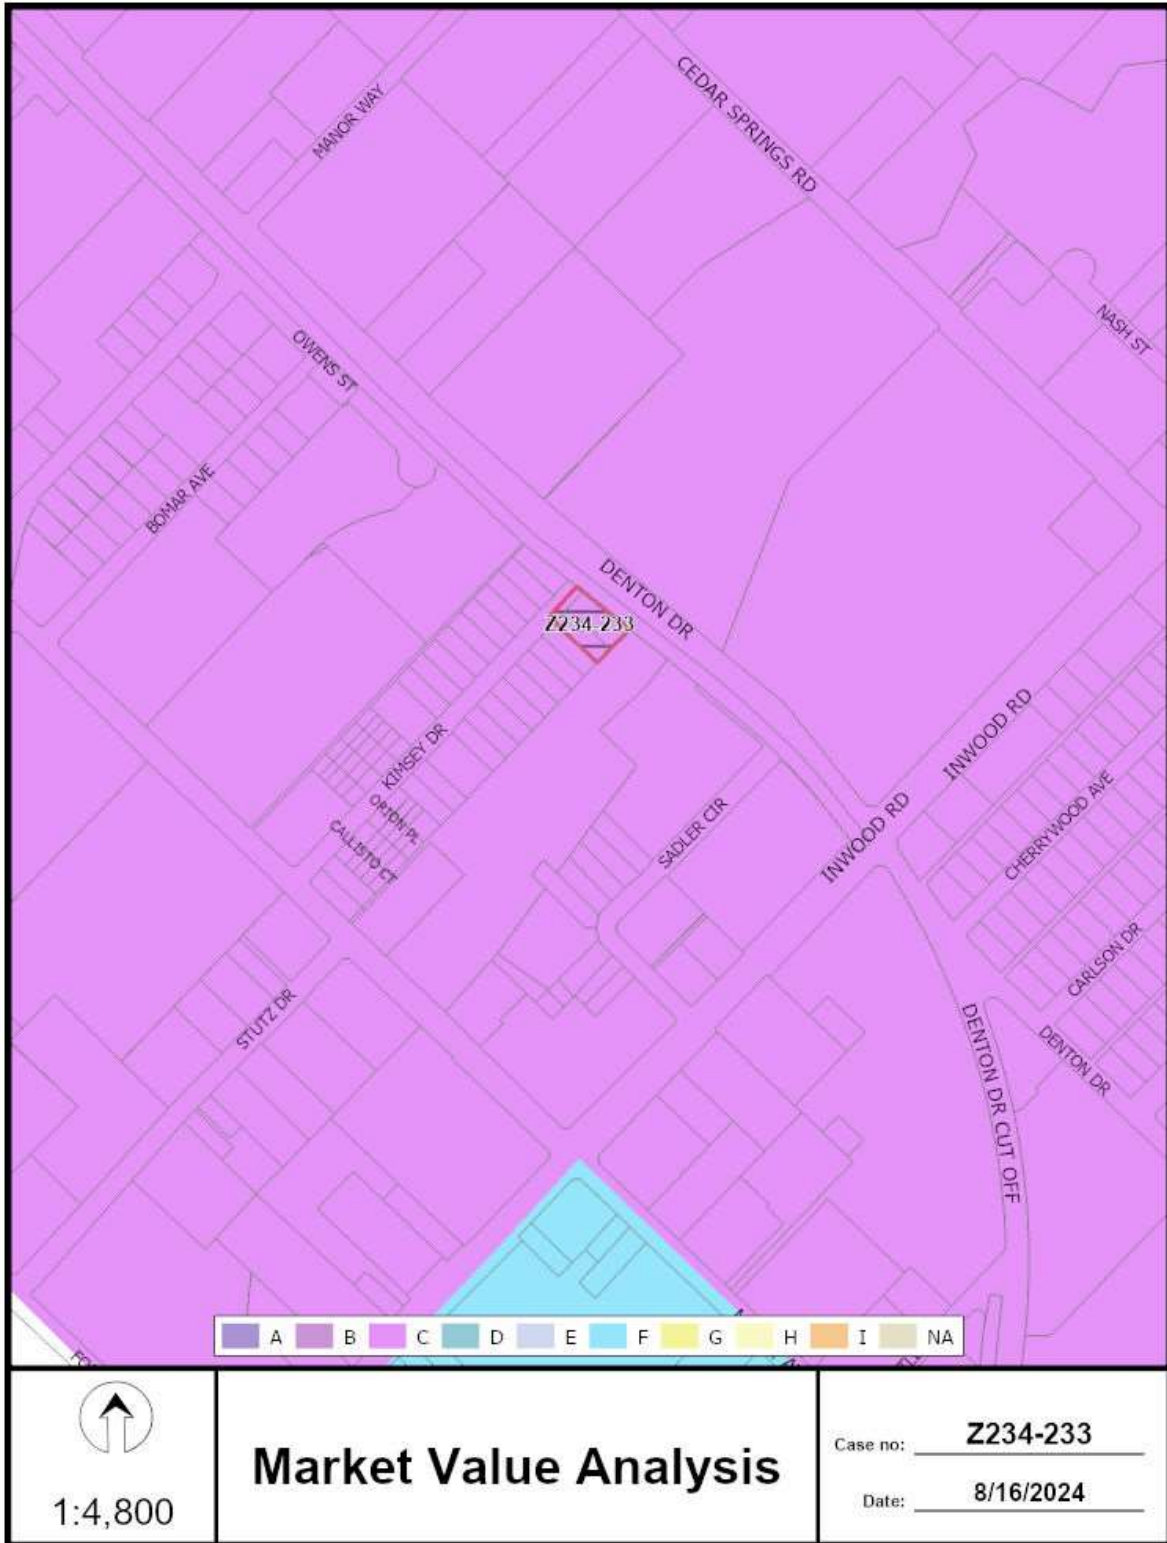 CEDAR SPRINGS RD
MANOR WAY
NASH ST
OWENS ST
BOMAR AVE
DENTON DR
Z234-233
INWOOD RD
KIMSEY DR
ORION PL
CALLISTO CT
SADLER CIR
INWOOD RD
CHERRYWOOD AVE
CARLSON DR
STUTZ DR
DENTON DR
DENTON DR CUT OFF
A B C D E F G H I NA
1:4,800
Market Value Analysis
Case no: Z234-233
Date: 8/16/2024